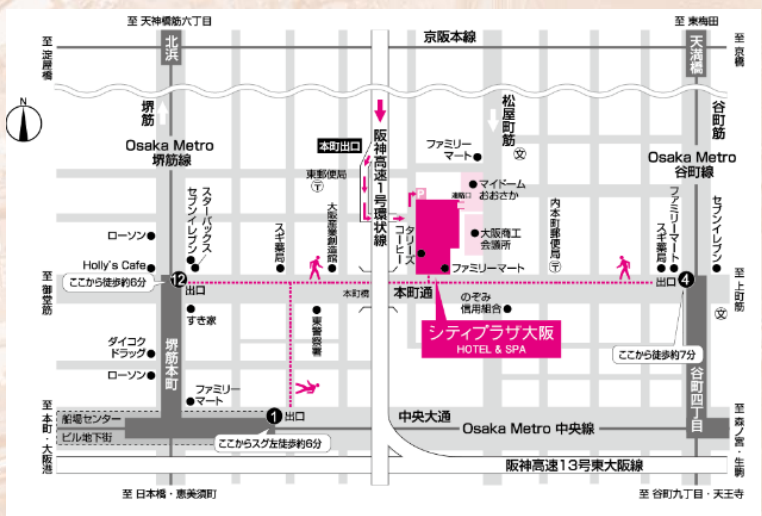 至 天神橋筋六丁目
至 東梅田
至 淀屋橋
北浜
京阪本線
天満橋
至 京橋
N
堺筋
Osaka Metro
堺筋線
本町出口
阪神高速1号環状線
松屋町筋
ファミリー
マート
文
谷町筋
Osaka Metro
谷町線
東郵便局
〒
P
マイドーム
おおさか
ローソン
スターバックス
セブンイレブン
スギ薬局
大阪産業創造館
タリーズ
コーヒー
大阪商工
会議所
内本町郵便局
〒
スギ薬局
ファミリーマート
セブンイレブン
Holly's Cafe
ファミリーマート
至 御堂筋
ここから徒歩約6分
12
出口
本町橋
本町通
のぞみ
信用組合
出口
4
至 上町筋
文
すき家
東警察署
シティプラザ大阪
HOTEL & SPA
ここから徒歩約7分
ダイコク
ドラッグ
ローソン
堺筋本町
谷町四丁目
ファミリー
マート
至 本町・大阪港
船場センター
ビル地下街
1
出口
ここからスグ左徒歩約6分
中央大通
Osaka Metro 中央線
至 森ノ宮・生駒
阪神高速13号東大阪線
至 日本橋・恵美須町
至 谷町九丁目・天王寺